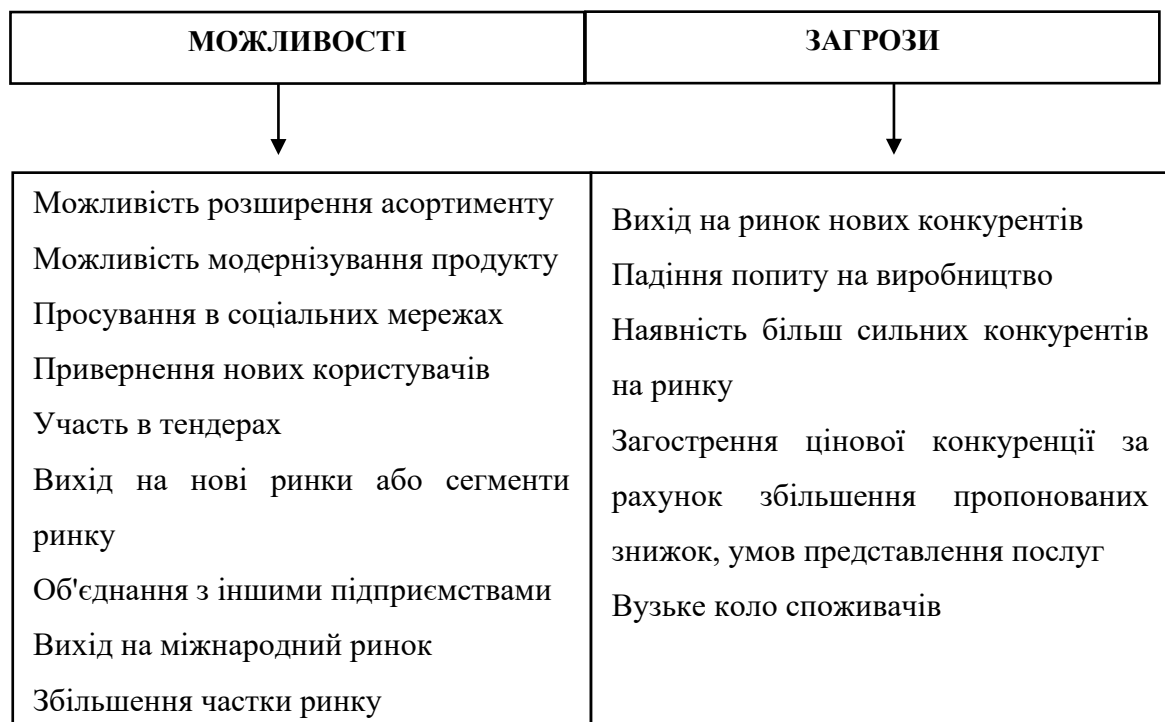 МОЖЛИВОСТІ
ЗАГРОЗИ
Можливість розширення асортименту
Можливість модернізування продукту
Просування в соціальних мережах
Привернення нових користувачів
Участь в тендерах
Вихід на нові ринки або сегменти
ринку
Об'єднання з іншими підприємствами
Вихід на міжнародний ринок
Збільшення частки ринку
Вихід на ринок нових конкурентів
Падіння попиту на виробництво
Наявність більш сильних конкурентів
на ринку
Загострення цінової конкуренції за
рахунок збільшення пропонованих
знижок, умов представлення послуг
Вузьке коло споживачів